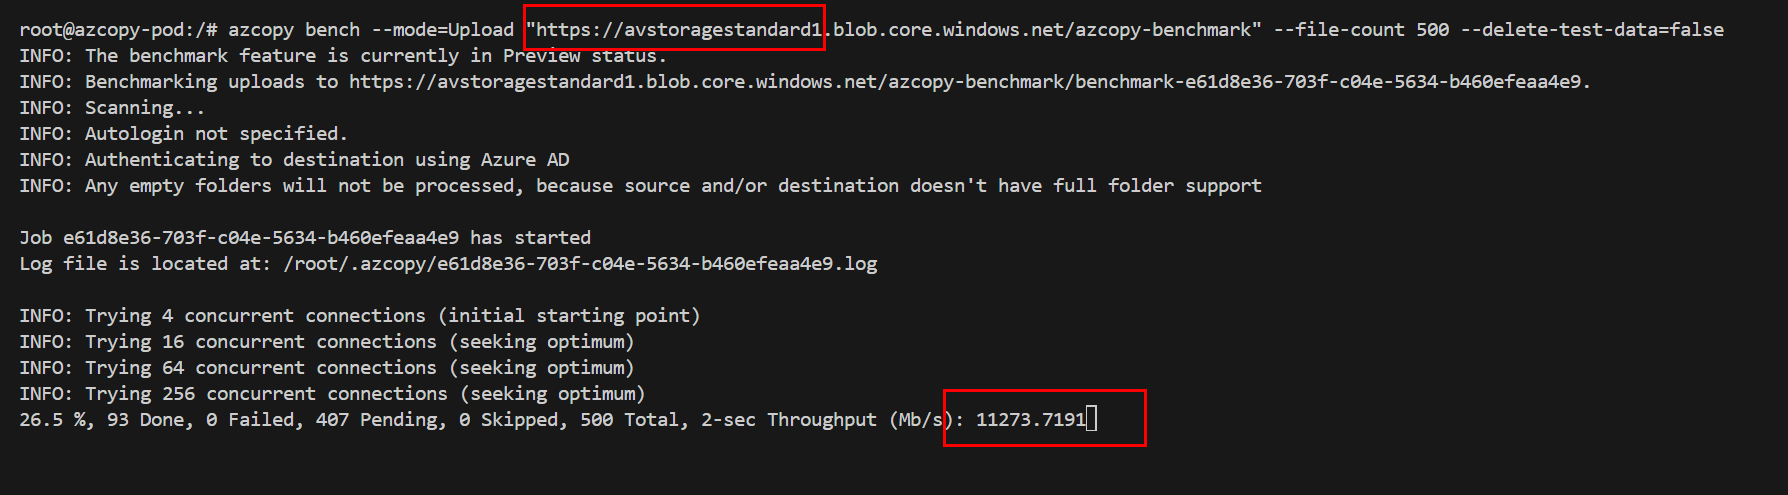 root@azcopy-pod:/# azcopy bench --mode=Upload "https://avstoragestandard1.blob.core.windows.net/azcopy-benchmark" --file-count 500 --delete-test-data=false
INFO: The benchmark feature is currently in Preview status.
INFO: Benchmarking uploads to https://avstoragestandard1.blob.core.windows.net/azcopy-benchmark/benchmark-e61d8e36-703f-c04e-5634-b460efeaa4e9.
INFO: Scanning...
INFO: Autologin not specified.
INFO: Authenticating to destination using Azure AD
INFO: Any empty folders will not be processed, because source and/or destination doesn't have full folder support
Job e61d8e36-703f-c04e-5634-b460efeaa4e9 has started
Log file is located at: /root/.azcopy/e61d8e36-703f-c04e-5634-b460efeaa4e9.log
INFO: Trying 4 concurrent connections (initial starting point)
INFO: Trying 16 concurrent connections (seeking optimum)
INFO: Trying 64 concurrent connections (seeking optimum)
INFO: Trying 256 concurrent connections (seeking optimum)
26.5 %, 93 Done, 0 Failed, 407 Pending, 0 Skipped, 500 Total, 2-sec Throughput (Mb/s): 11273.7191